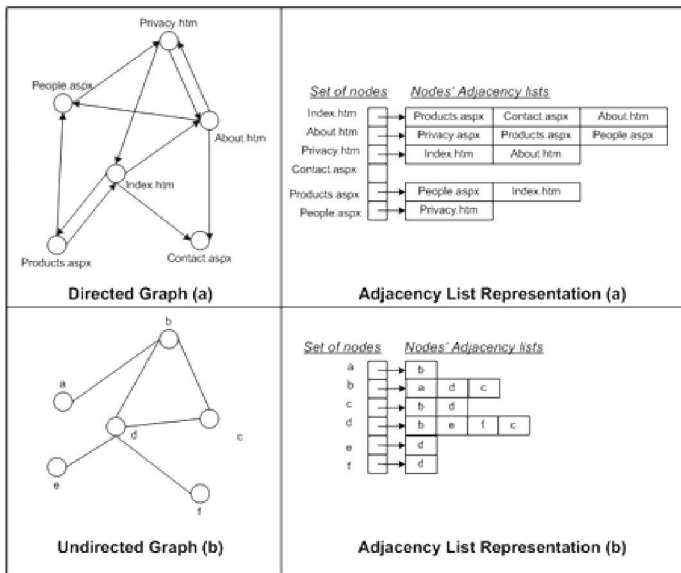 Privacy.htm
People.aspx
About.htm
Index.htm
Products.aspx
Contact.aspx
Directed Graph (a)
Set of nodes Nodes' Adjacency lists
Index.htm Products.aspx Contact.aspx About.htm
About.htm Privacy.aspx Products.aspx People.aspx
Privacy.htm Index.htm About.htm
Contact.aspx
Products.aspx People.aspx Index.htm
People.aspx Privacy.htm
Adjacency List Representation (a)
b
a
d
c
e
f
Undirected Graph (b)
Set of nodes Nodes' Adjacency lists
a b
b a d c
c b d
d b e f c
e d
f d
Adjacency List Representation (b)